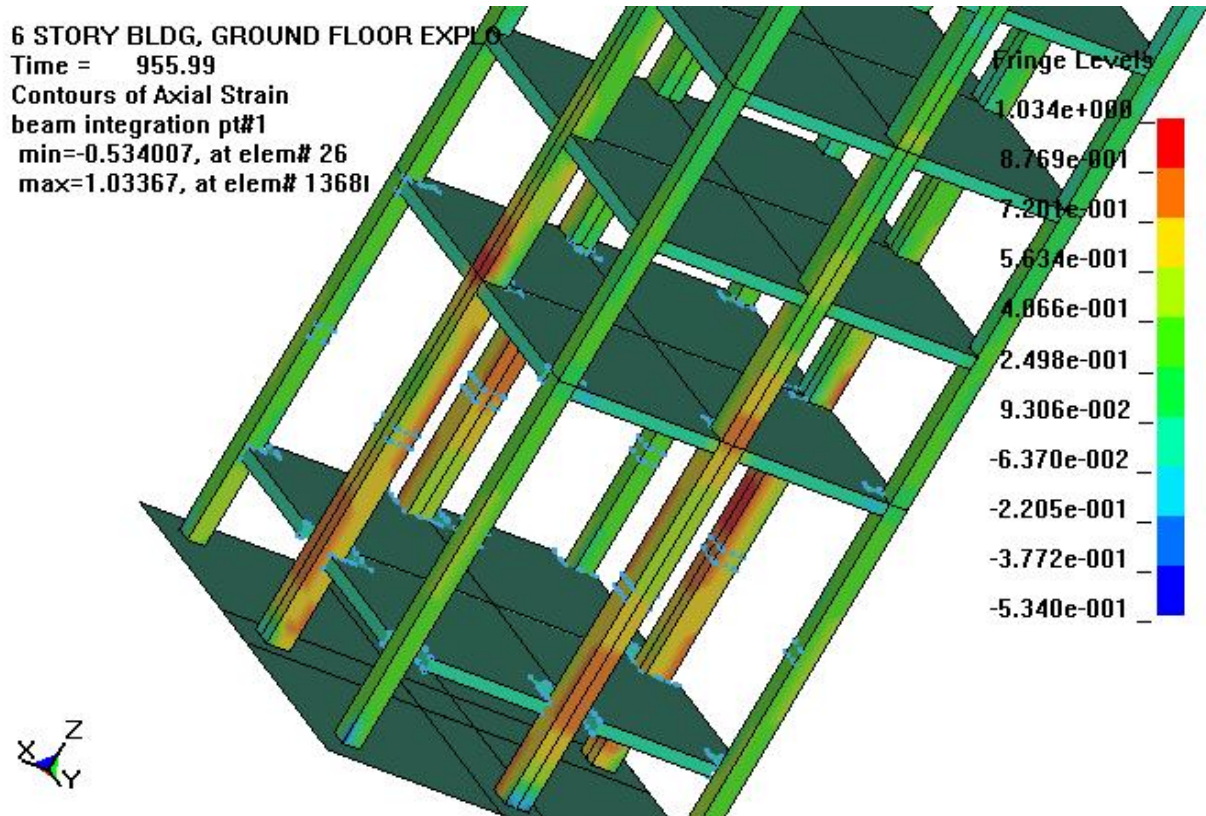 6 STORY BLDG, GROUND FLOOR EXPLO
Time = 955.99
Contours of Axial Strain
beam integration pt#1
min=-0.534007, at elem# 26
max=1.03367, at elem# 1368
Fringe Levels
1.034e+000
8.769e-001
7.201e-001
5.634e-001
4.066e-001
2.498e-001
9.306e-002
-6.370e-002
-2.205e-001
-3.772e-001
-5.340e-001
X
Z
Y